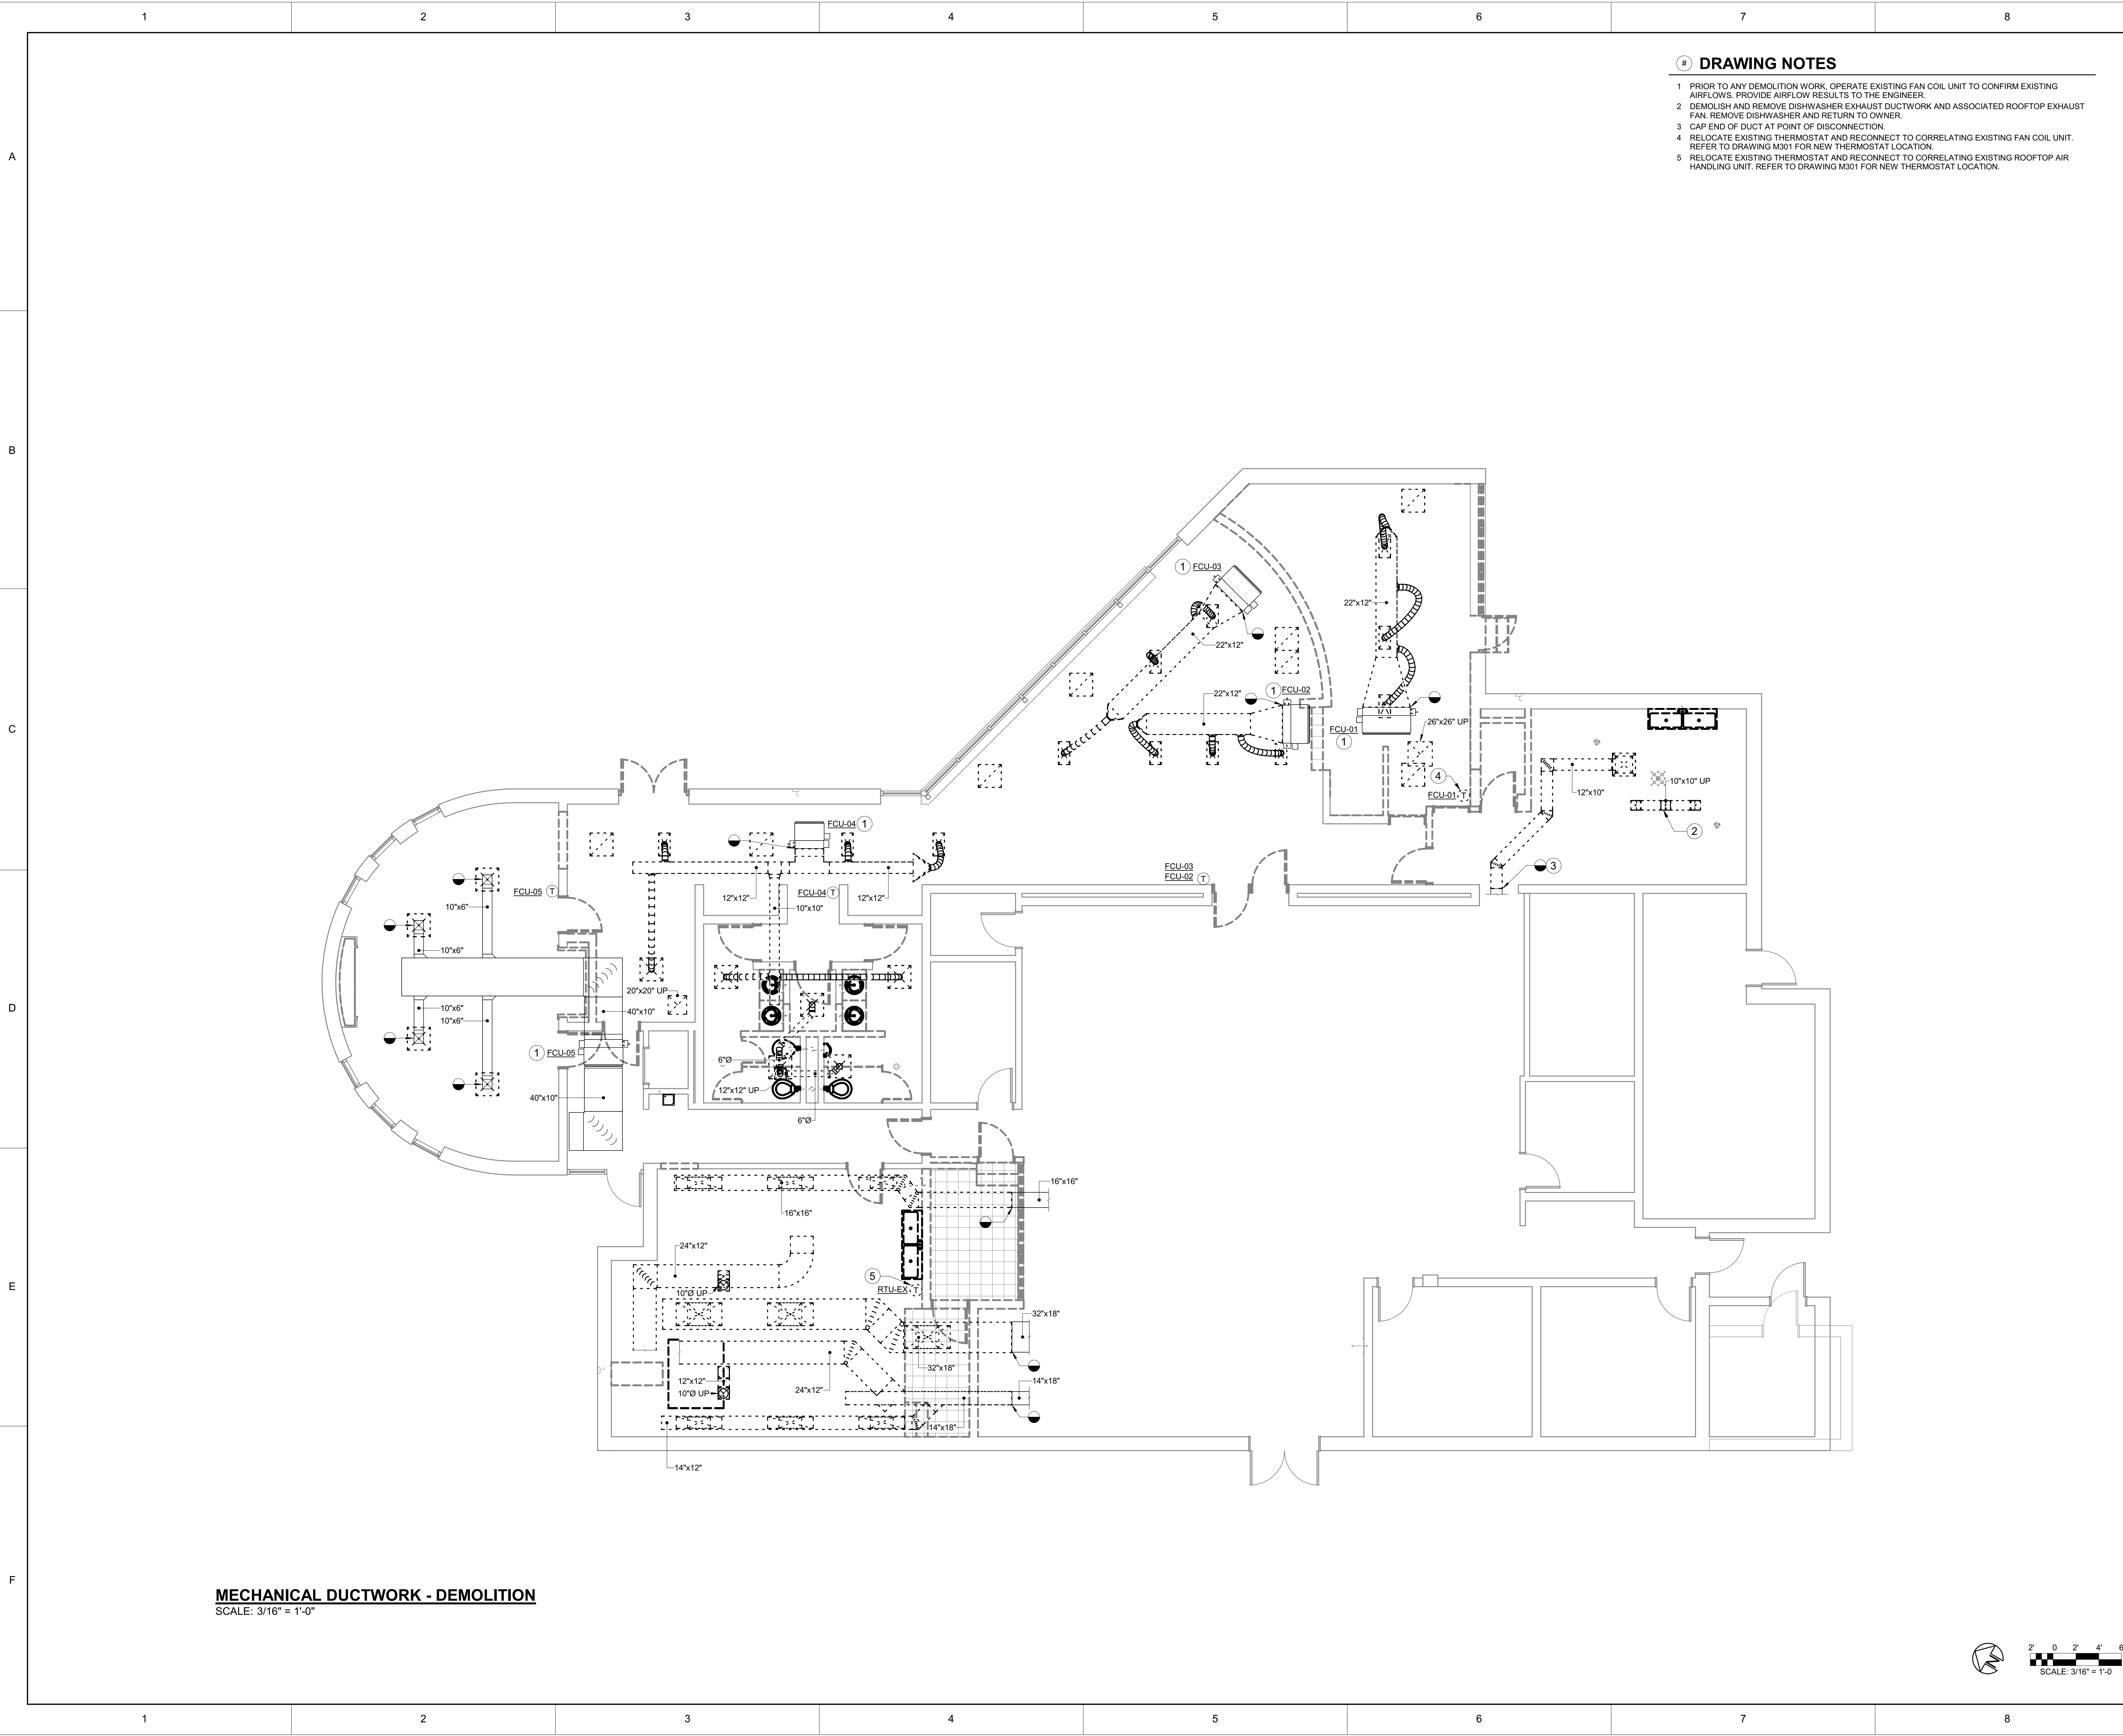 1 2 3 4 5 6 7 8
# DRAWING NOTES
1 PRIOR TO ANY DEMOLITION WORK, OPERATE EXISTING FAN COIL UNIT TO CONFIRM EXISTING
AIRFLOWS. PROVIDE AIRFLOW RESULTS TO THE ENGINEER.
2 DEMOLISH AND REMOVE DISHWASHER EXHAUST DUCTWORK AND ASSOCIATED ROOFTOP EXHAUST
FAN. REMOVE DISHWASHER AND RETURN TO OWNER.
3 CAP END OF DUCT AT POINT OF DISCONNECTION.
4 RELOCATE EXISTING THERMOSTAT AND RECONNECT TO CORRELATING EXISTING FAN COIL UNIT.
REFER TO DRAWING M301 FOR NEW THERMOSTAT LOCATION.
5 RELOCATE EXISTING THERMOSTAT AND RECONNECT TO CORRELATING EXISTING ROOFTOP AIR
HANDLING UNIT. REFER TO DRAWING M301 FOR NEW THERMOSTAT LOCATION.
A
B
1 FCU-03
22"x12"
22"x12"
C
22"x12"
1 FCU-02
FCU-01
1
26"x26" UP
4
FCU-01 T
10"x10" UP
12"x10"
2
FCU-04 1
3
FCU-03
FCU-02 T
FCU-05 T
FCU-04 T
12"x12"
12"x12"
10"x6"
10"x10"
10"x6"
D
20"x20" UP
10"x6"
40"x10"
10"x6"
1 FCU-05
6"Ø
12"x12" UP
40"x10"
6"Ø
16"x16"
16"x16"
24"x12"
5
E
RTU-EX T
10"Ø UP
32"x18"
32"x18"
12"x12"
14"x18"
24"x12"
10"Ø UP
14"x18"
14"x12"
F
MECHANICAL DUCTWORK - DEMOLITION
SCALE: 3/16" = 1'-0"
2' 0 2' 4' 6
SCALE: 3/16" = 1'-0
1 2 3 4 5 6 7 8